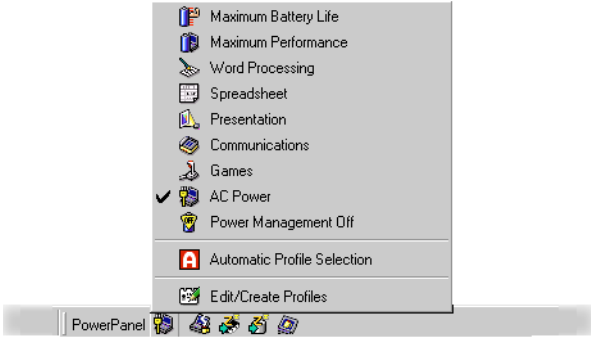 Maximum Battery Life
Maximum Performance
Word Processing
Spreadsheet
Presentation
Communications
Games
AC Power
OFF
Power Management Off
A
Automatic Profile Selection
Edit/Create Profiles
PowerPanel